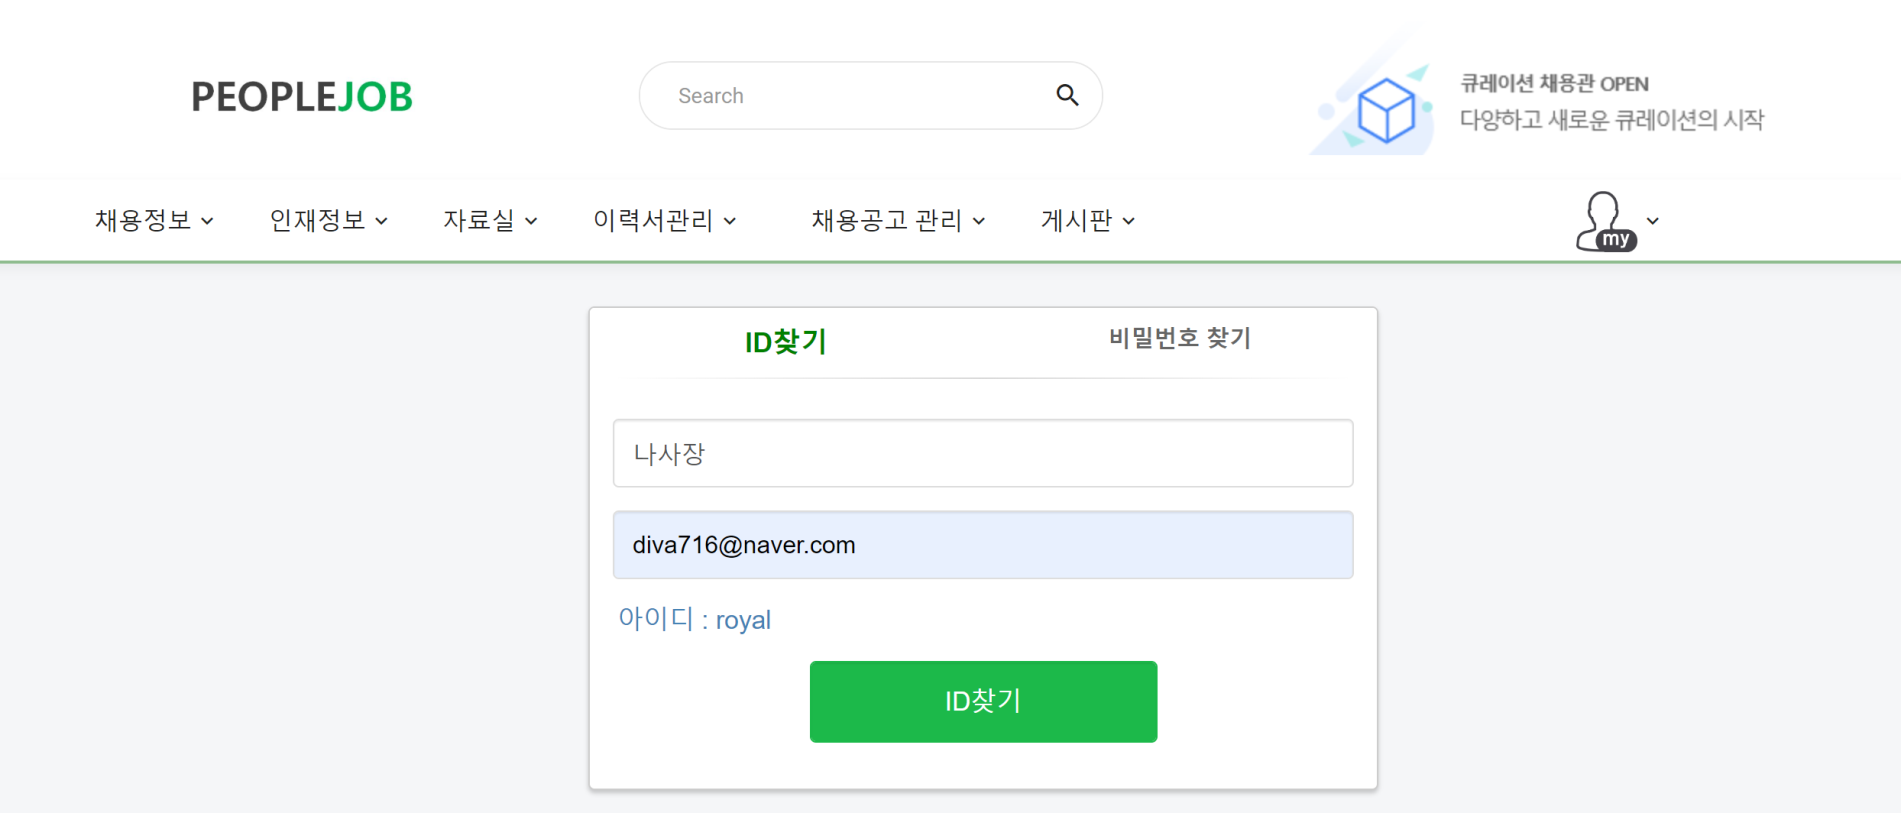 PEOPLEJOB
Search
큐레이션 채용관 OPEN
다양하고 새로운 큐레이션의 시작
채용정보
인재정보
자료실
이력서관리
채용공고 관리
게시판
my
ID찾기
비밀번호 찾기
나사장
diva716@naver.com
아이디 : royal
ID찾기